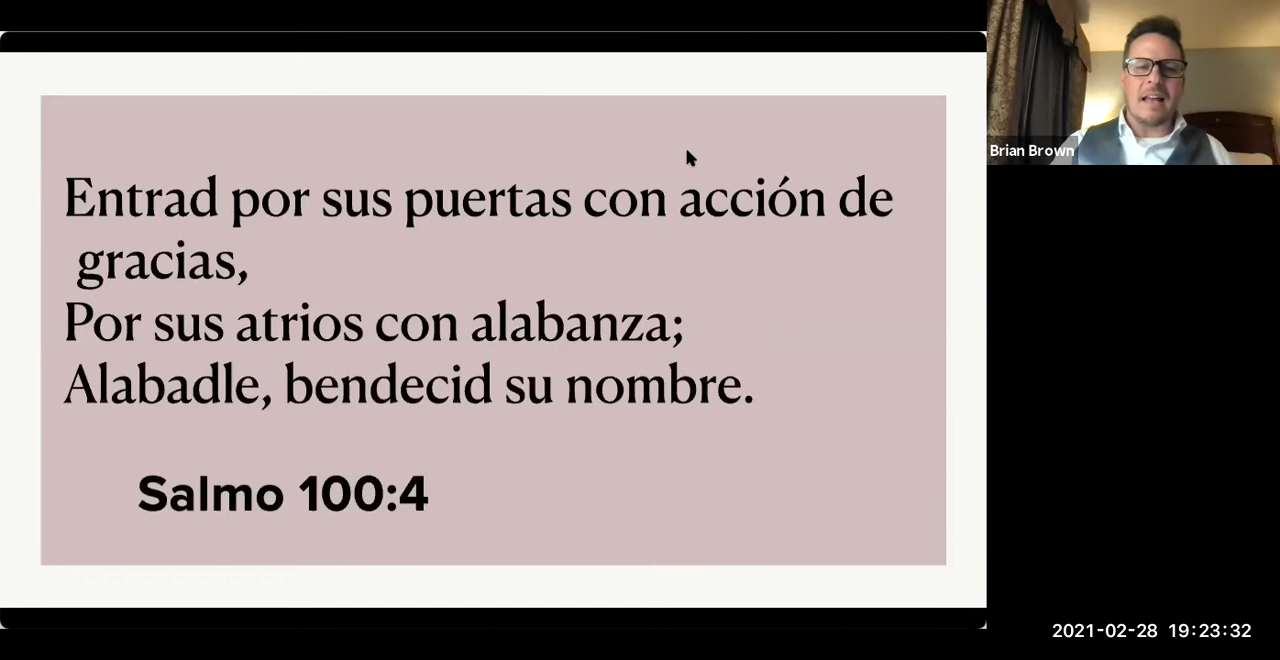 Entrad por sus puertas con acción de
gracias,
Por sus atrios con alabanza;
Alabadle, bendecid su nombre.
Salmo 100:4
Brian Brown
2021-02-28 19:23:32